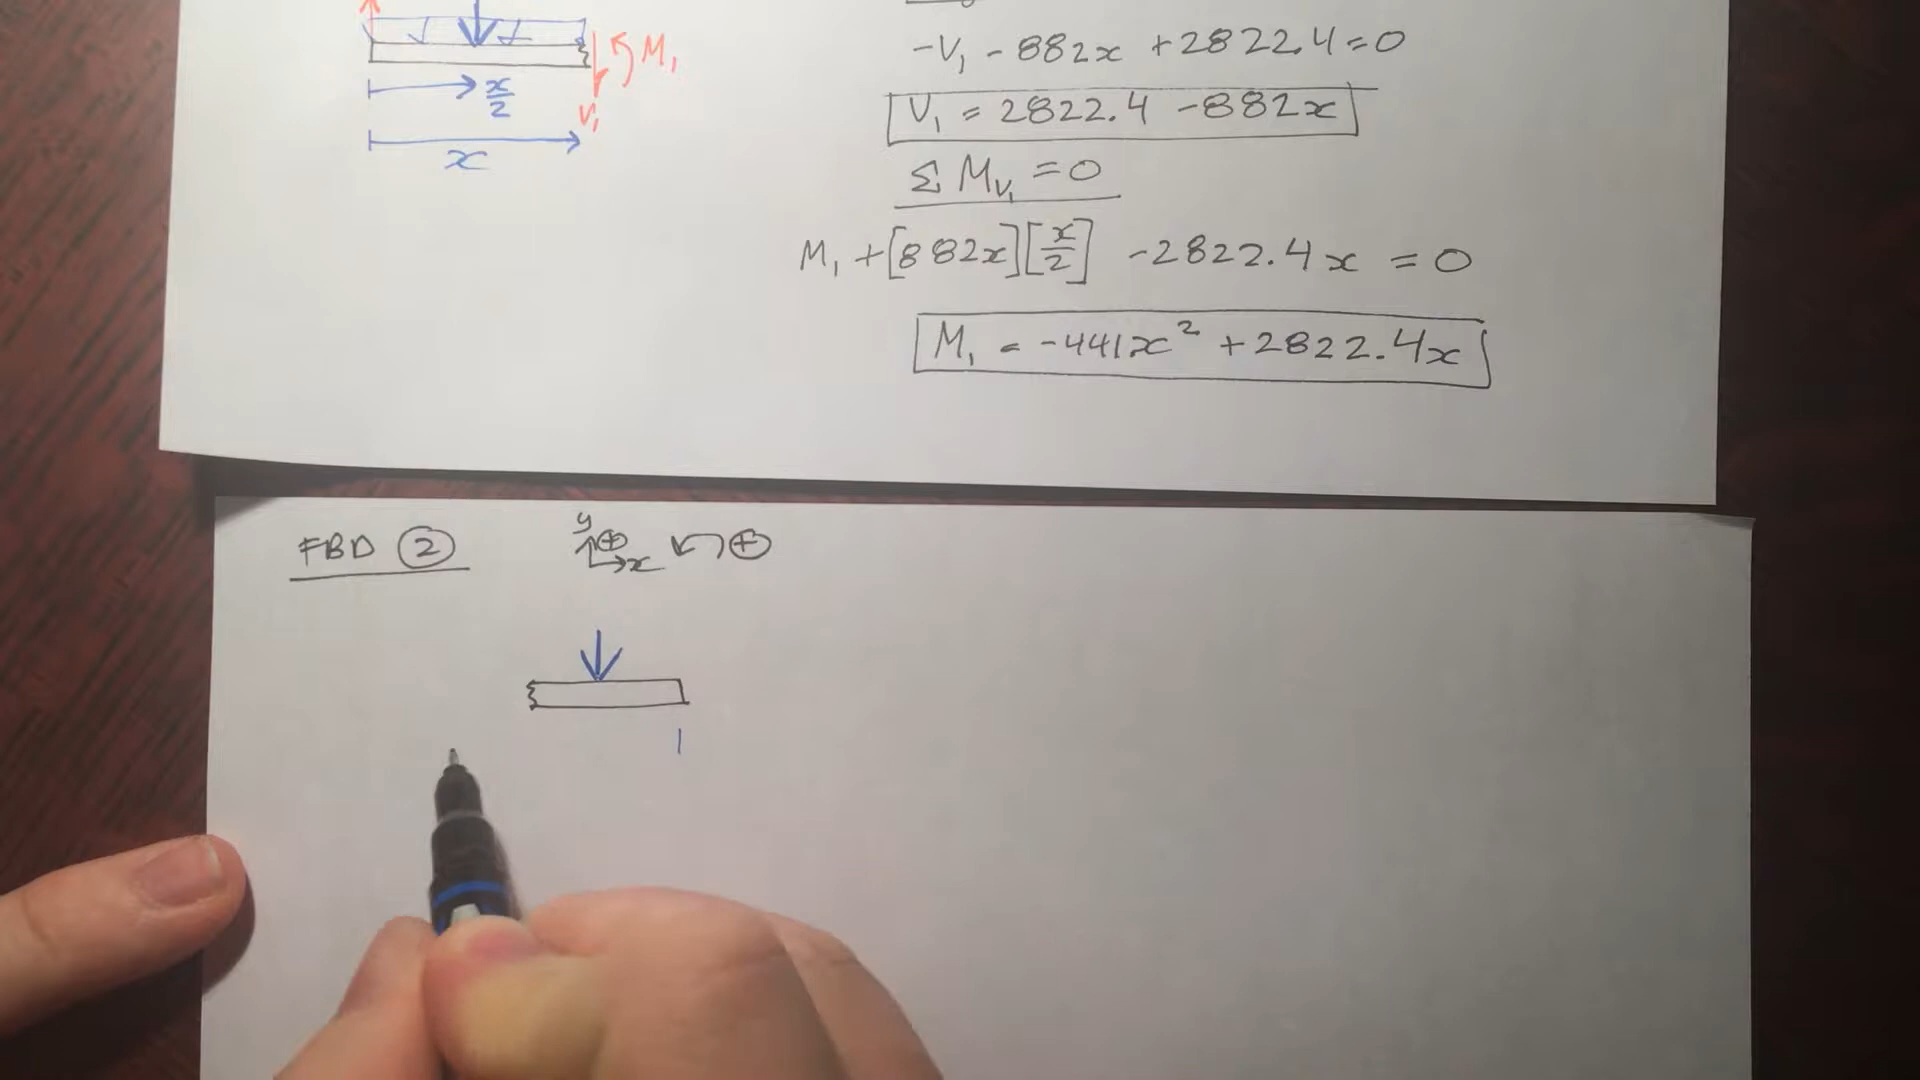 M₁
x/2
V₁
x
-V₁ - 882x + 2822.4 = 0
V₁ = 2822.4 - 882x
Σ M_V₁ = 0
M₁ + [882x][x/2] - 2822.4x = 0
M₁ = -441x² + 2822.4x
FBD ② y ⊕ x ⊕